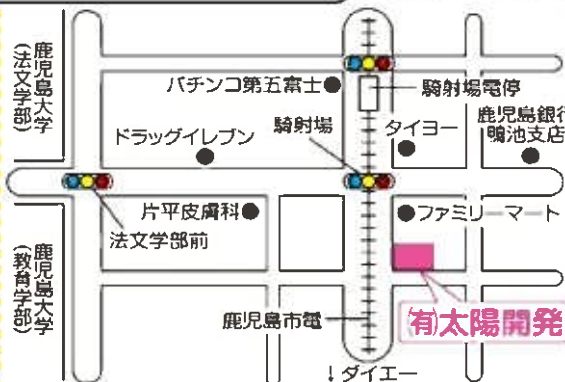 鹿児島大学
(法文学部)
パチンコ第五富士
騎射場電停
ドラッグイレブン
騎射場
タイヨー
鹿児島銀行
鴨池支店
片平皮膚科
ファミリーマート
法文学部前
鹿児島大学
(教育学部)
鹿児島市電
(有)太陽開発
↓ダイエー